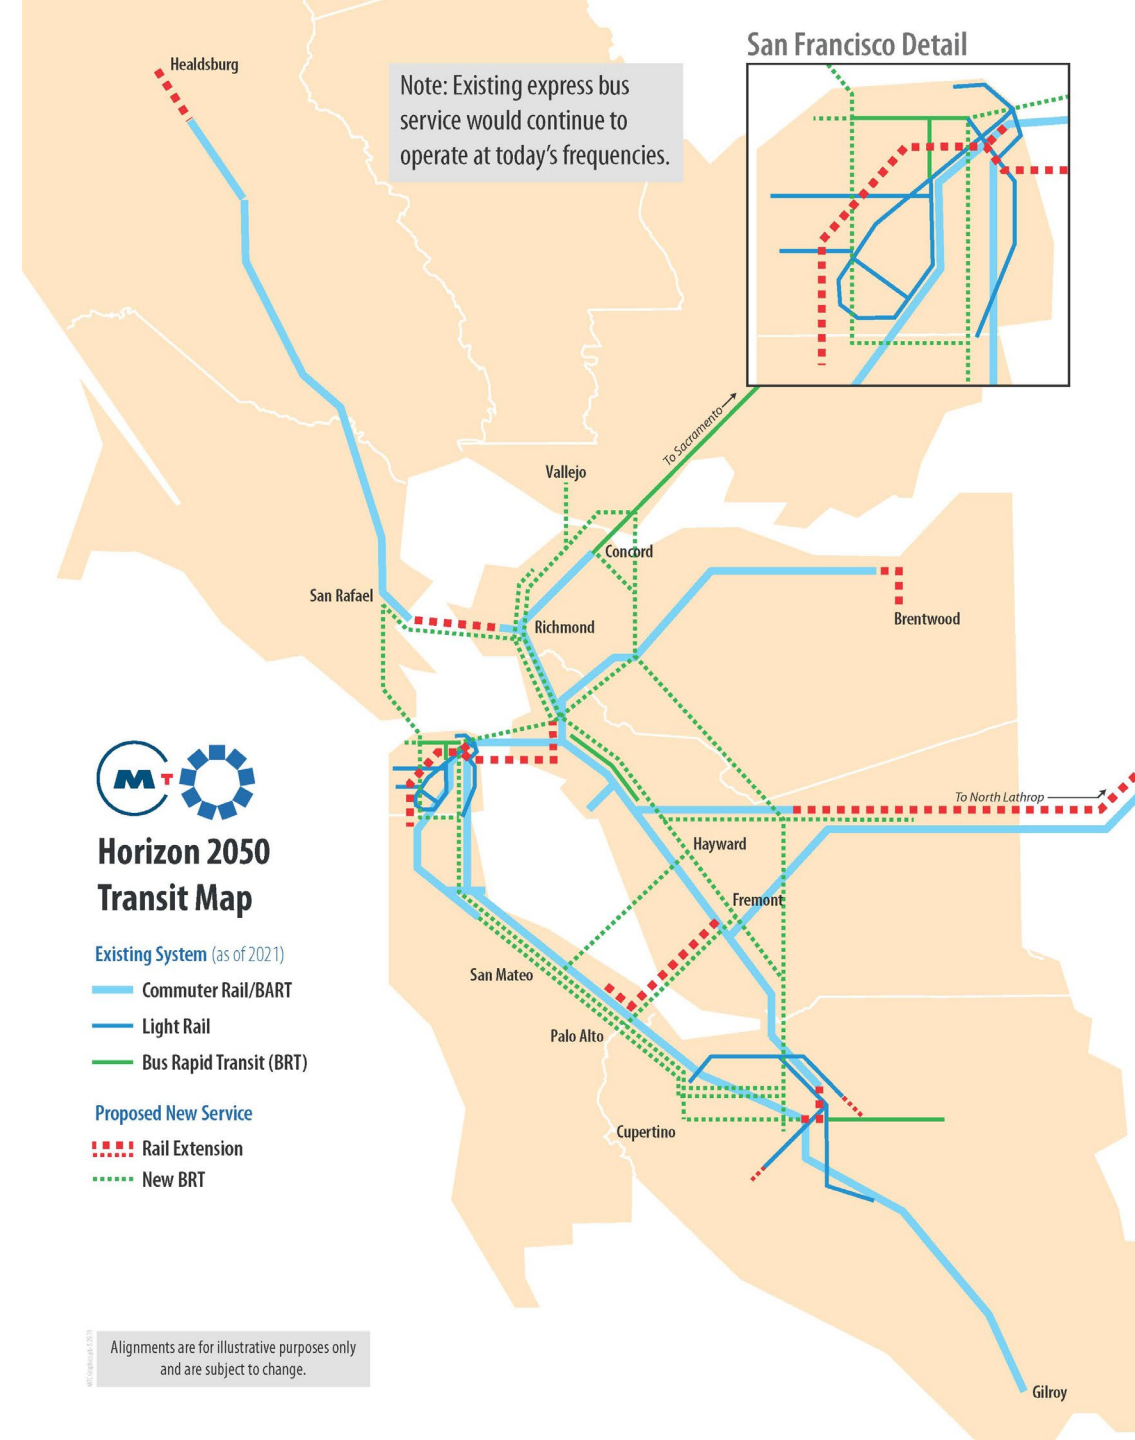 San Francisco Detail
Healdsburg
Note: Existing express bus
service would continue to
operate at today's frequencies.
To Sacramento
Vallejo
Concord
San Rafael
Richmond
Brentwood
To North Lathrop
M T
Horizon 2050
Transit Map
Hayward
Fremont
Existing System (as of 2021)
San Mateo
Commuter Rail/BART
Light Rail
Palo Alto
Bus Rapid Transit (BRT)
Proposed New Service
Cupertino
Rail Extension
New BRT
Alignments are for illustrative purposes only
and are subject to change.
Gilroy